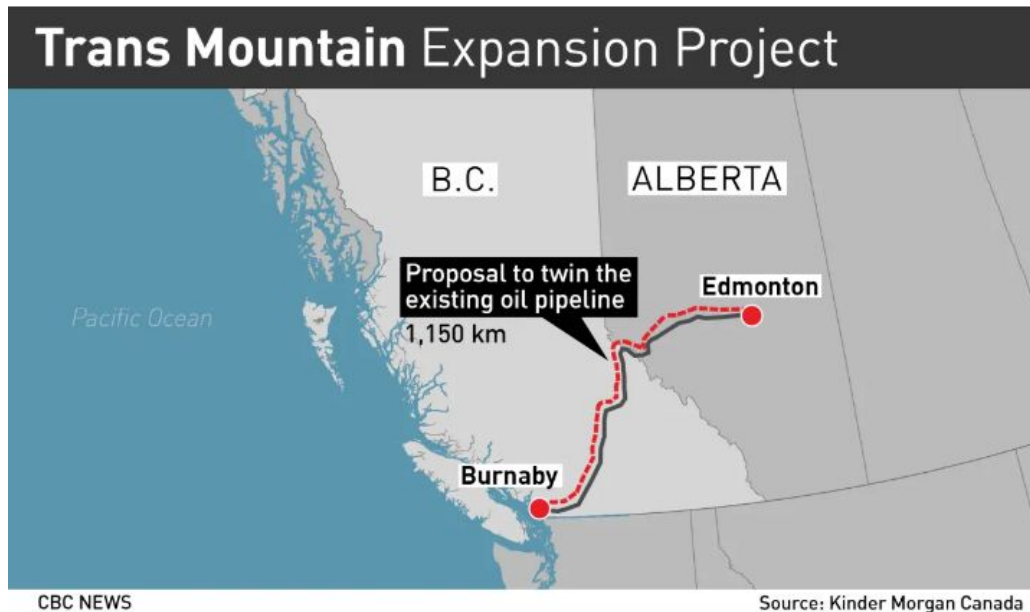 Trans Mountain Expansion Project
B.C.
ALBERTA
Proposal to twin the
existing oil pipeline
1,150 km
Edmonton
Pacific Ocean
Burnaby
CBC NEWS
Source: Kinder Morgan Canada